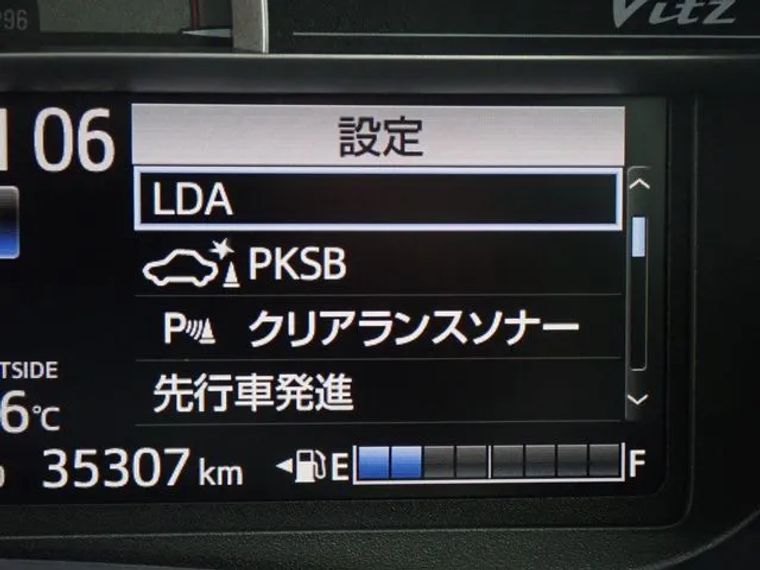 296
Vitz
06
設定
LDA
PKSB
P クリアランスソナー
先行車発進
TSIDE
6℃
35307 km
E F